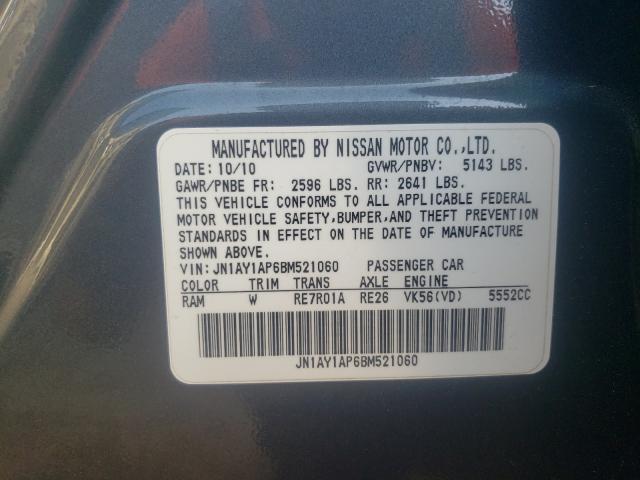 MANUFACTURED BY NISSAN MOTOR CO.,LTD.
DATE: 10/10 GVWR/PNBV: 5143 LBS.
GAWR/PNBE FR: 2596 LBS. RR: 2641 LBS.
THIS VEHICLE CONFORMS TO ALL APPLICABLE FEDERAL
MOTOR VEHICLE SAFETY,BUMPER,AND THEFT PREVENTION
STANDARDS IN EFFECT ON THE DATE OF MANUFACTURE
SHOWN ABOVE.
VIN: JN1AY1AP6BM521060 PASSENGER CAR
COLOR TRIM TRANS AXLE ENGINE
RAM W RE7R01A RE26 VK56(VD) 5552CC
JN1AY1AP6BM521060